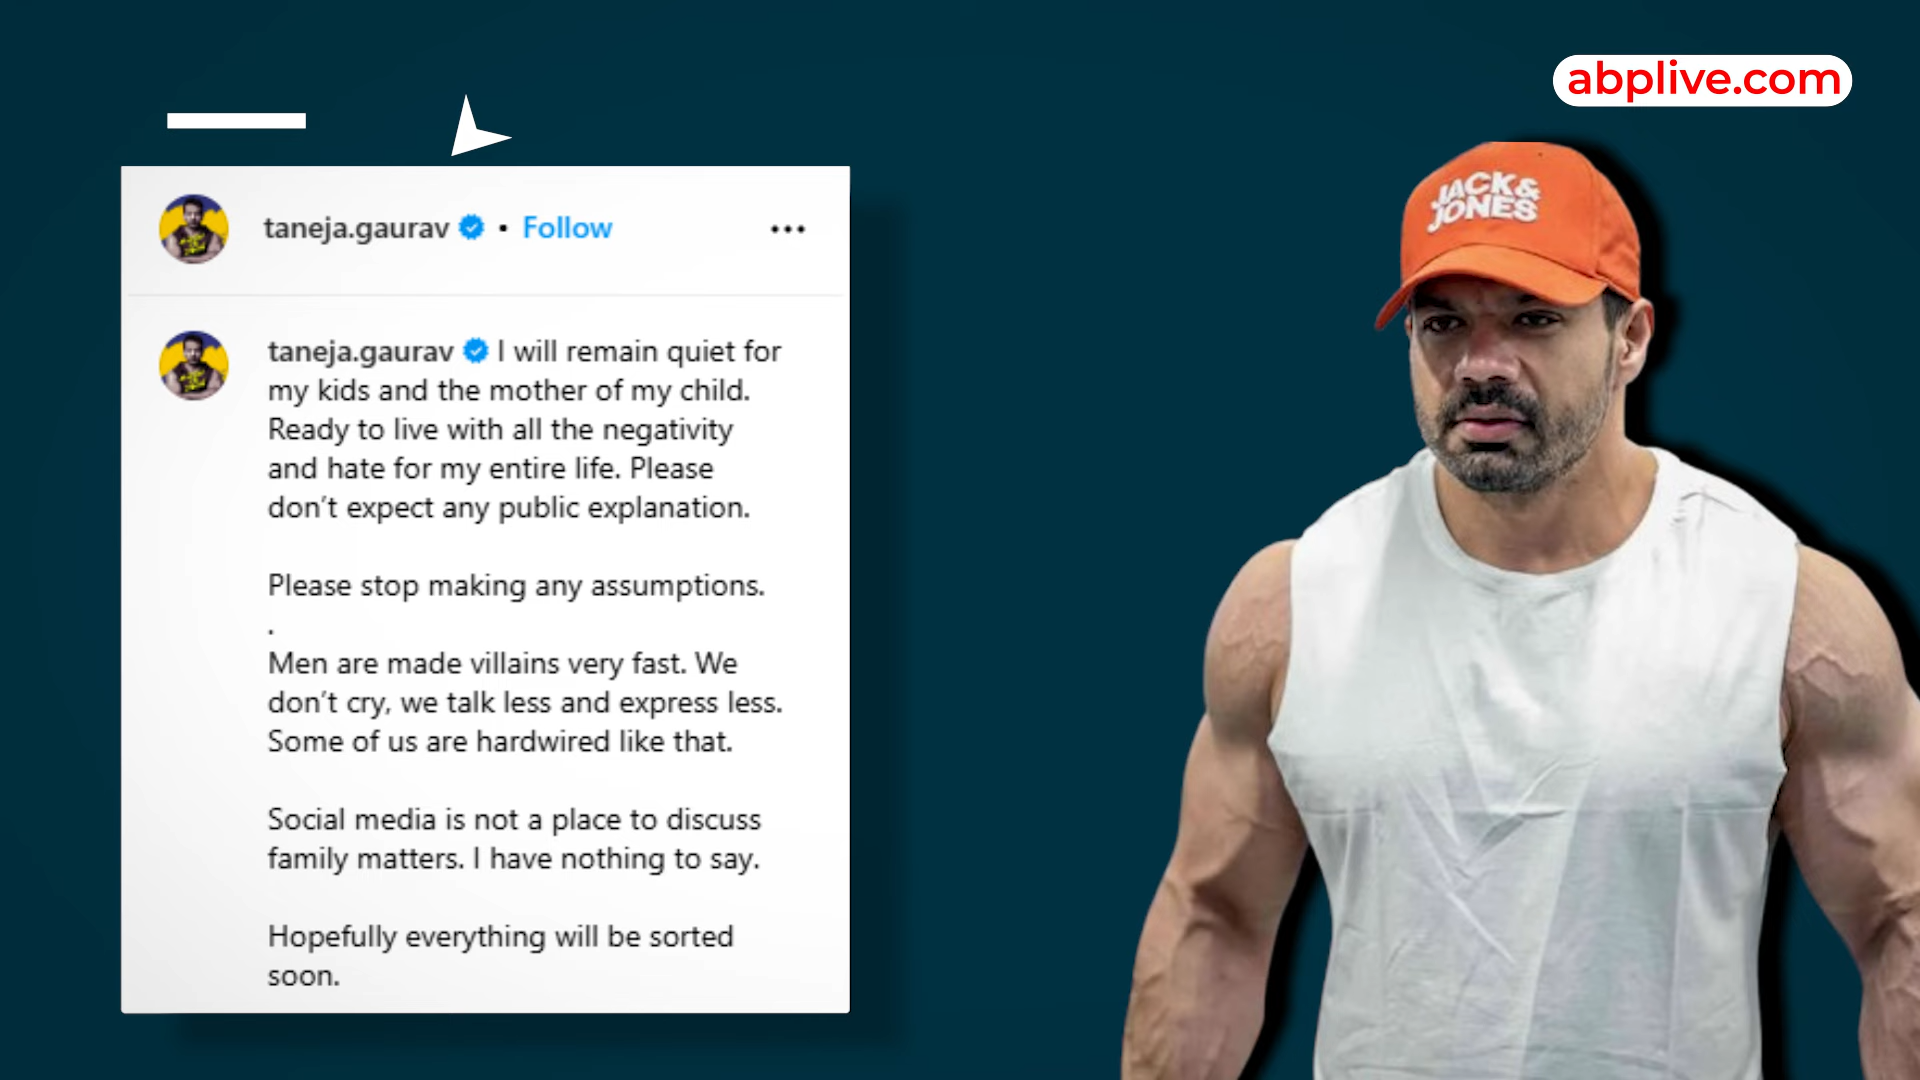 abplive.com
taneja.gaurav • Follow
taneja.gaurav I will remain quiet for
my kids and the mother of my child.
Ready to live with all the negativity
and hate for my entire life. Please
don’t expect any public explanation.
Please stop making any assumptions.
.
Men are made villains very fast. We
don’t cry, we talk less and express less.
Some of us are hardwired like that.
Social media is not a place to discuss
family matters. I have nothing to say.
Hopefully everything will be sorted
soon.
JACK&
JONES